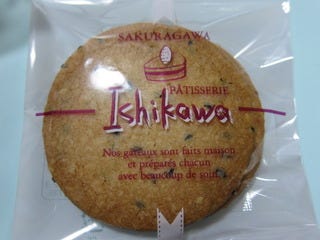 SAKURAGAWA
PÂTISSERIE
Ishikawa
Nos gâteaux sont faits maison
et préparés chacun
avec beaucoup de soin.